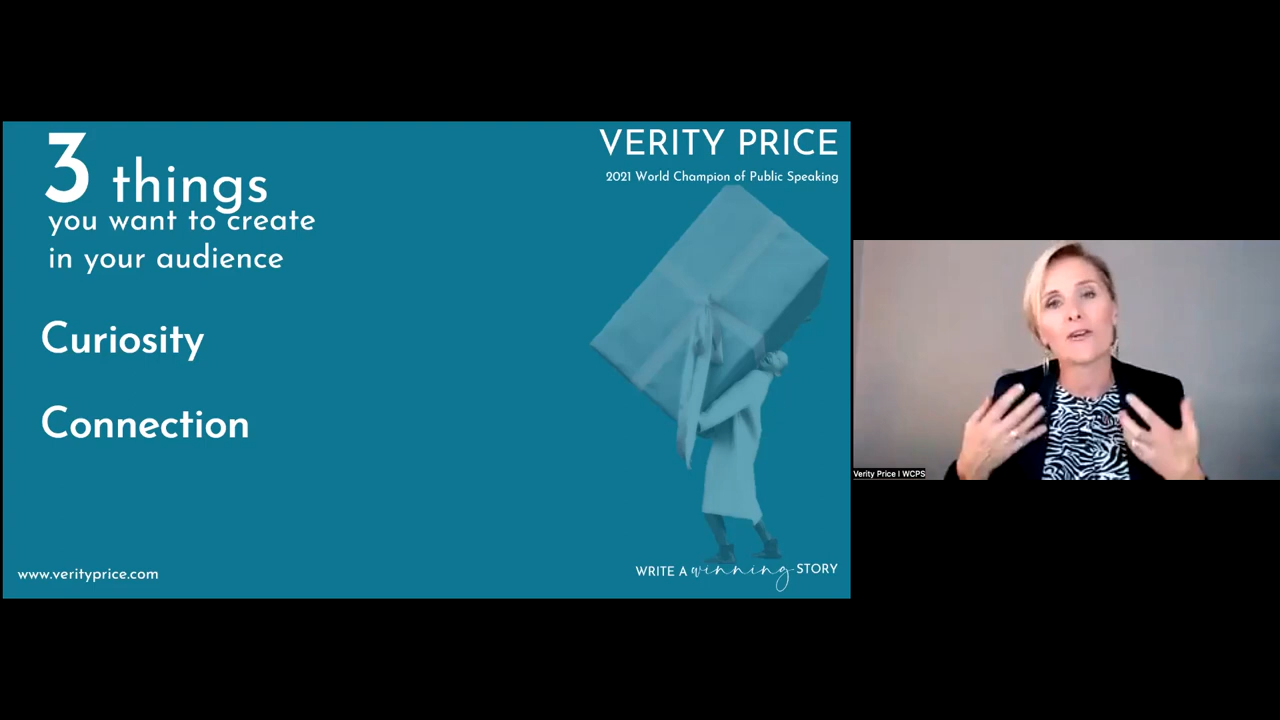 3 things
you want to create
in your audience
Curiosity
Connection
www.verityprice.com
VERITY PRICE
2021 World Champion of Public Speaking
WRITE A winning STORY
Verity Price | WCPS